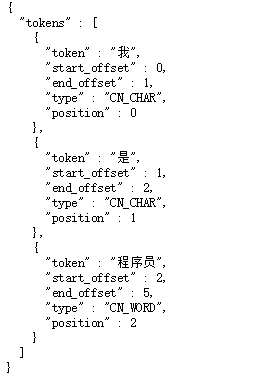 {
"tokens" : [
{
"token" : "我",
"start_offset" : 0,
"end_offset" : 1,
"type" : "CN_CHAR",
"position" : 0
},
{
"token" : "是",
"start_offset" : 1,
"end_offset" : 2,
"type" : "CN_CHAR",
"position" : 1
},
{
"token" : "程序员",
"start_offset" : 2,
"end_offset" : 5,
"type" : "CN_WORD",
"position" : 2
}
]
}